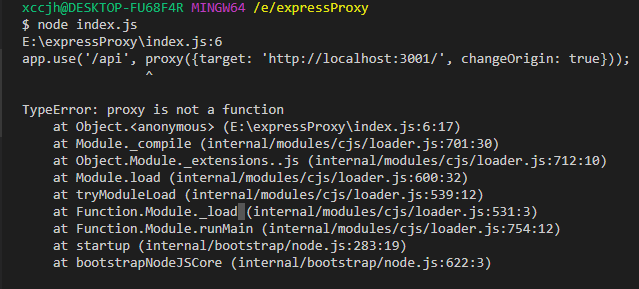 xccjh@DESKTOP-FU68F4R MINGW64 /e/expressProxy
$ node index.js
E:\expressProxy\index.js:6
app.use('/api', proxy({target: 'http://localhost:3001/', changeOrigin: true}));
^
TypeError: proxy is not a function
at Object.<anonymous> (E:\expressProxy\index.js:6:17)
at Module._compile (internal/modules/cjs/loader.js:701:30)
at Object.Module._extensions..js (internal/modules/cjs/loader.js:712:10)
at Module.load (internal/modules/cjs/loader.js:600:32)
at tryModuleLoad (internal/modules/cjs/loader.js:539:12)
at Function.Module._load (internal/modules/cjs/loader.js:531:3)
at Function.Module.runMain (internal/modules/cjs/loader.js:754:12)
at startup (internal/bootstrap/node.js:283:19)
at bootstrapNodeJSCore (internal/bootstrap/node.js:622:3)